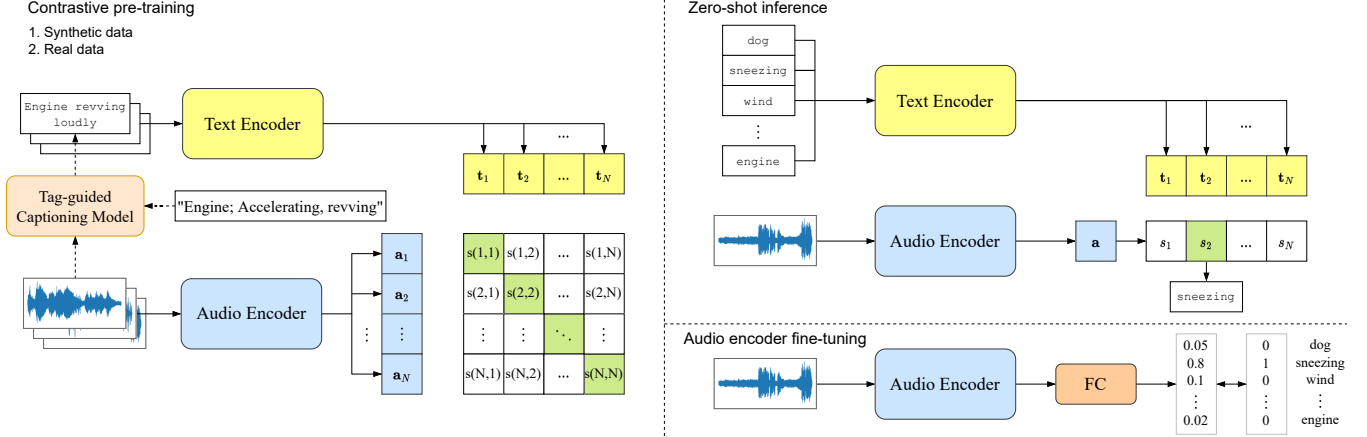 Contrastive pre-training
1. Synthetic data
2. Real data
Engine revving
loudly
Text Encoder
...
t1 t2 ... tN
Tag-guided
Captioning Model
"Engine; Accelerating, revving"
Audio Encoder
a1
a2
⋮ ⋮
aN
s(1,1) s(1,2) ... s(1,N)
s(2,1) s(2,2) ... s(2,N)
⋮ ⋮ ⋱ ⋮
s(N,1) s(N,2) ... s(N,N)
Zero-shot inference
dog
sneezing
wind
⋮
engine
Text Encoder
...
t1 t2 ... tN
Audio Encoder
a
s1 s2 ... sN
sneezing
Audio encoder fine-tuning
Audio Encoder
FC
0.05 0 dog
0.8 1 sneezing
0.1 0 wind
⋮ ⋮ ⋮
0.02 0 engine